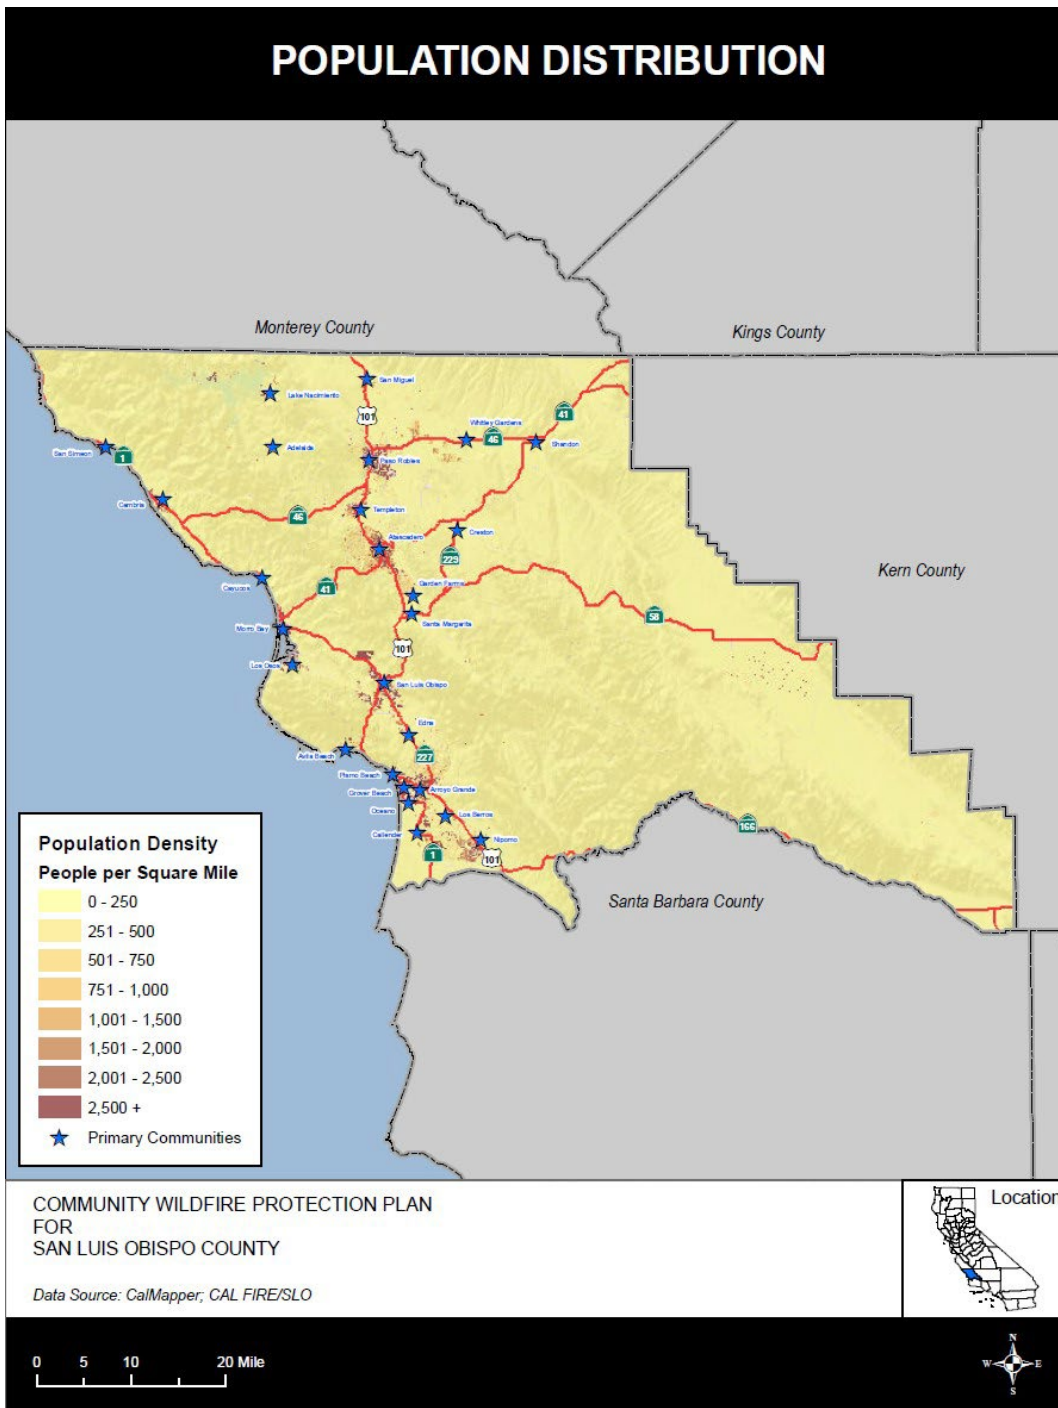 POPULATION DISTRIBUTION
Monterey County
Kings County
San Miguel
Lake Nacimiento
101
41
Whitley Gardens
46
Shandon
San Simeon
1
Adelaide
Paso Robles
Cambria
46
Templeton
Atascadero
Creston
229
Kern County
Cayucos
41
Garden Farms
Santa Margarita
58
Morro Bay
101
Los Osos
San Luis Obispo
Edna
Avila Beach
227
Pismo Beach
Grover Beach
Arroyo Grande
Oceano
Los Berros
Callender
Nipomo
166
1
101
Santa Barbara County
Population Density
People per Square Mile
0 - 250
251 - 500
501 - 750
751 - 1,000
1,001 - 1,500
1,501 - 2,000
2,001 - 2,500
2,500 +
Primary Communities
COMMUNITY WILDFIRE PROTECTION PLAN
FOR
SAN LUIS OBISPO COUNTY
Data Source: CalMapper; CAL FIRE/SLO
Location
0 5 10 20 Mile
N
W E
S